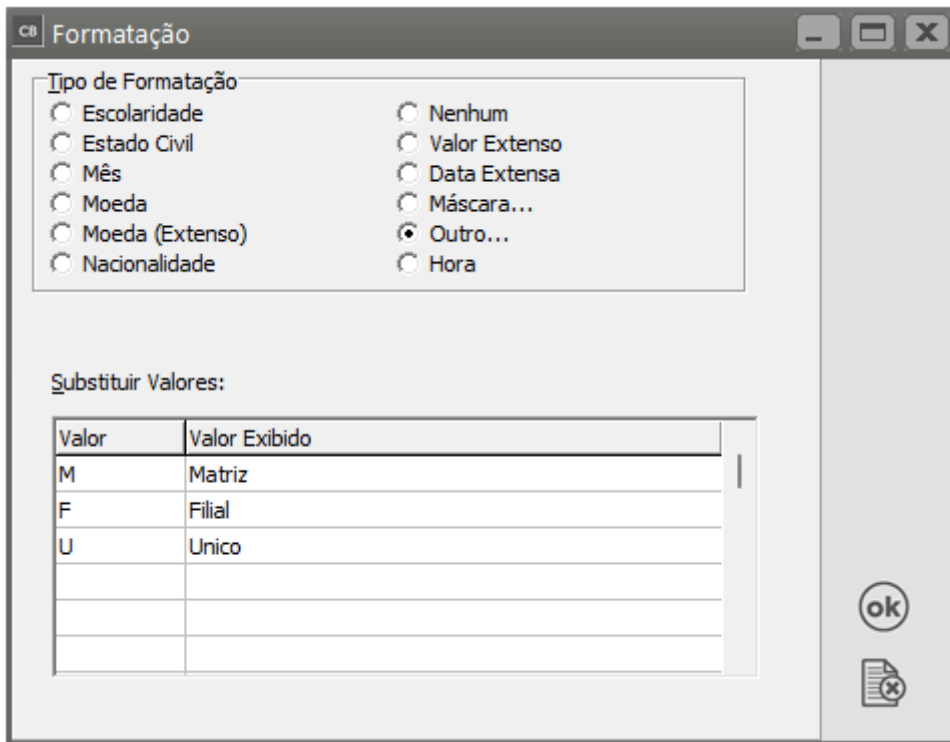 CB Formatação
Tipo de Formatação
Escolaridade
Estado Civil
Mês
Moeda
Moeda (Extenso)
Nacionalidade
Nenhum
Valor Extenso
Data Extensa
Máscara...
Outro...
Hora
Substituir Valores:
Valor Valor Exibido
M Matriz
F Filial
U Unico
ok